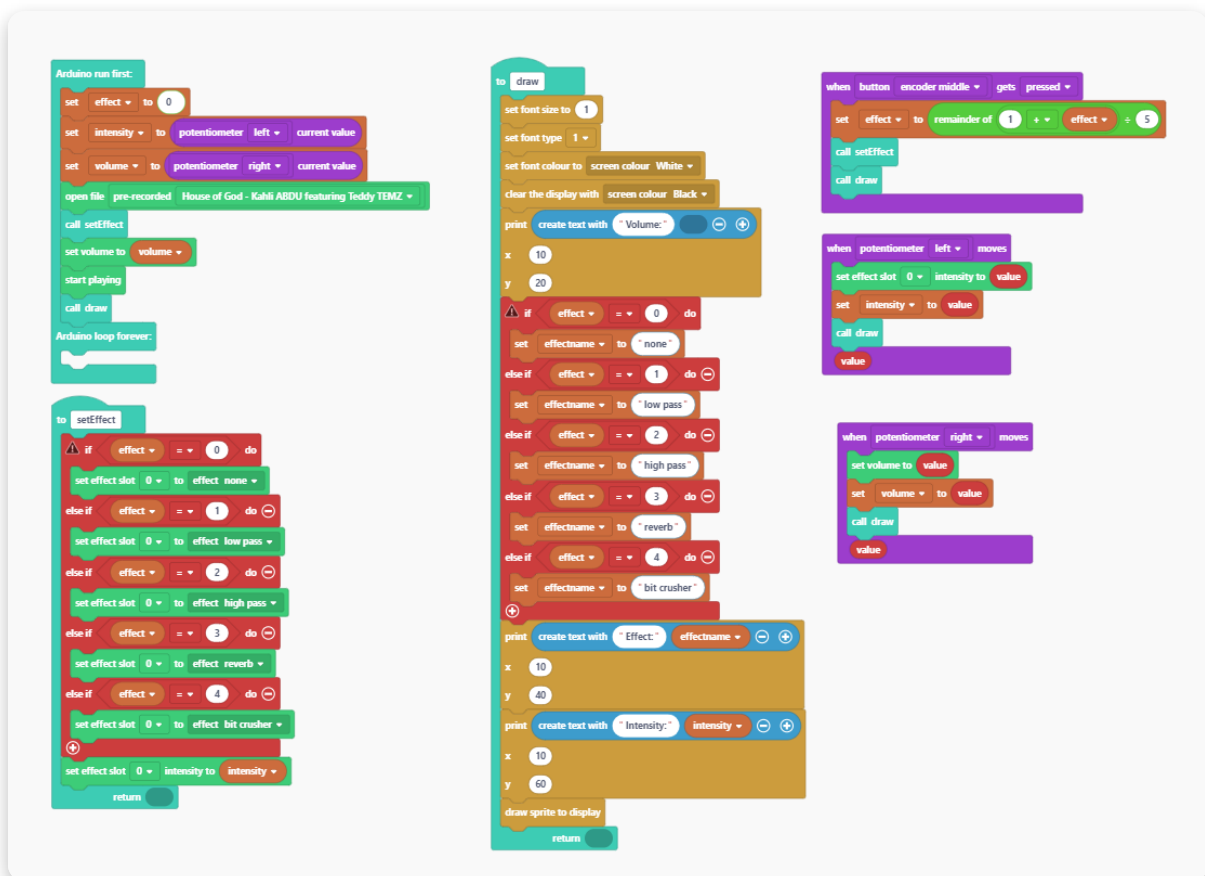 Arduino run first:
set effect to 0
set intensity to potentiometer left current value
set volume to potentiometer right current value
open file pre-recorded House of God - Kahli ABDU featuring Teddy TEMZ
call setEffect
set volume to volume
start playing
call draw
Arduino loop forever:
to setEffect
if effect = 0 do
set effect slot 0 to effect none
else if effect = 1 do
set effect slot 0 to effect low pass
else if effect = 2 do
set effect slot 0 to effect high pass
else if effect = 3 do
set effect slot 0 to effect reverb
else if effect = 4 do
set effect slot 0 to effect bit crusher
set effect slot 0 intensity to intensity
return
to draw
set font size to 1
set font type 1
set font colour to screen colour White
clear the display with screen colour Black
print create text with "Volume:"
x 10
y 20
if effect = 0 do
set effectname to "none"
else if effect = 1 do
set effectname to "low pass"
else if effect = 2 do
set effectname to "high pass"
else if effect = 3 do
set effectname to "reverb"
else if effect = 4 do
set effectname to "bit crusher"
print create text with "Effect:" effectname
x 10
y 40
print create text with "Intensity:" intensity
x 10
y 60
draw sprite to display
return
when button encoder middle gets pressed
set effect to remainder of 1 + effect ÷ 5
call setEffect
call draw
when potentiometer left moves
set effect slot 0 intensity to value
set intensity to value
call draw
value
when potentiometer right moves
set volume to value
set volume to value
call draw
value